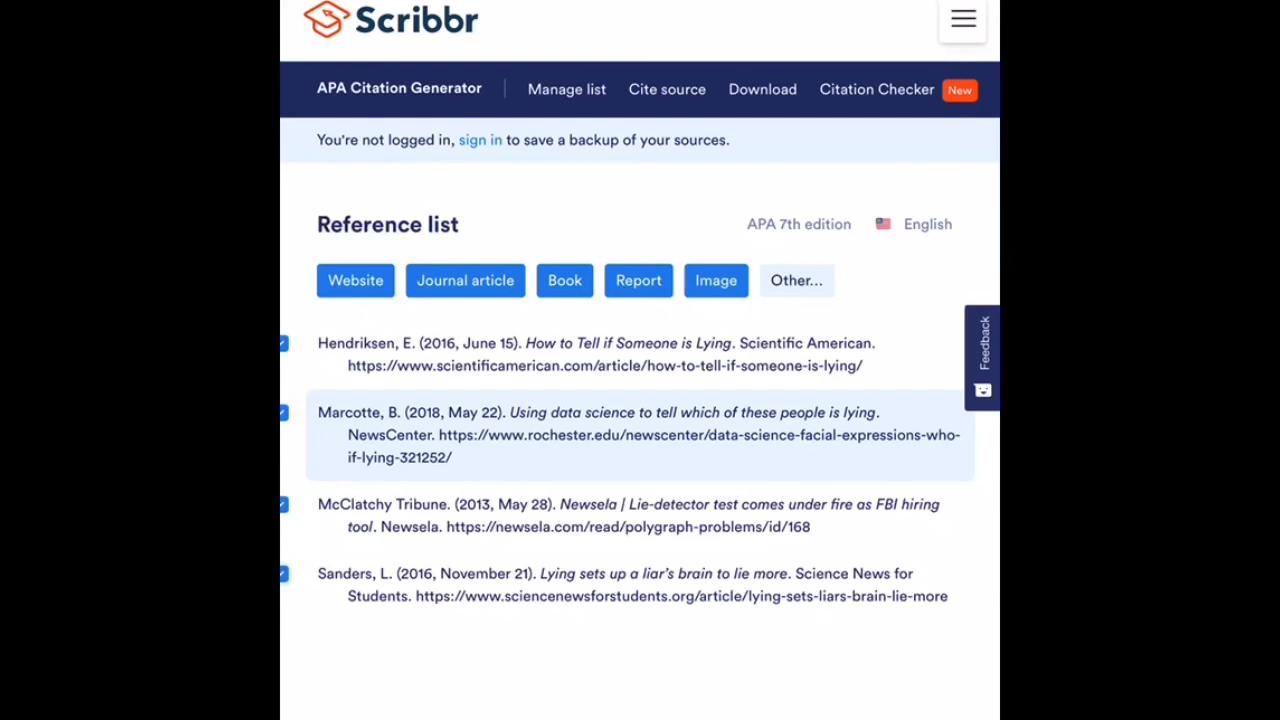 Scribbr
APA Citation Generator Manage list Cite source Download Citation Checker New
You're not logged in, sign in to save a backup of your sources.
Reference list APA 7th edition English
Website Journal article Book Report Image Other...
Feedback
Hendriksen, E. (2016, June 15). How to Tell if Someone is Lying. Scientific American.
https://www.scientificamerican.com/article/how-to-tell-if-someone-is-lying/
Marcotte, B. (2018, May 22). Using data science to tell which of these people is lying.
NewsCenter. https://www.rochester.edu/newscenter/data-science-facial-expressions-who-
if-lying-321252/
McClatchy Tribune. (2013, May 28). Newsela | Lie-detector test comes under fire as FBI hiring
tool. Newsela. https://newsela.com/read/polygraph-problems/id/168
Sanders, L. (2016, November 21). Lying sets up a liar’s brain to lie more. Science News for
Students. https://www.sciencenewsforstudents.org/article/lying-sets-liars-brain-lie-more